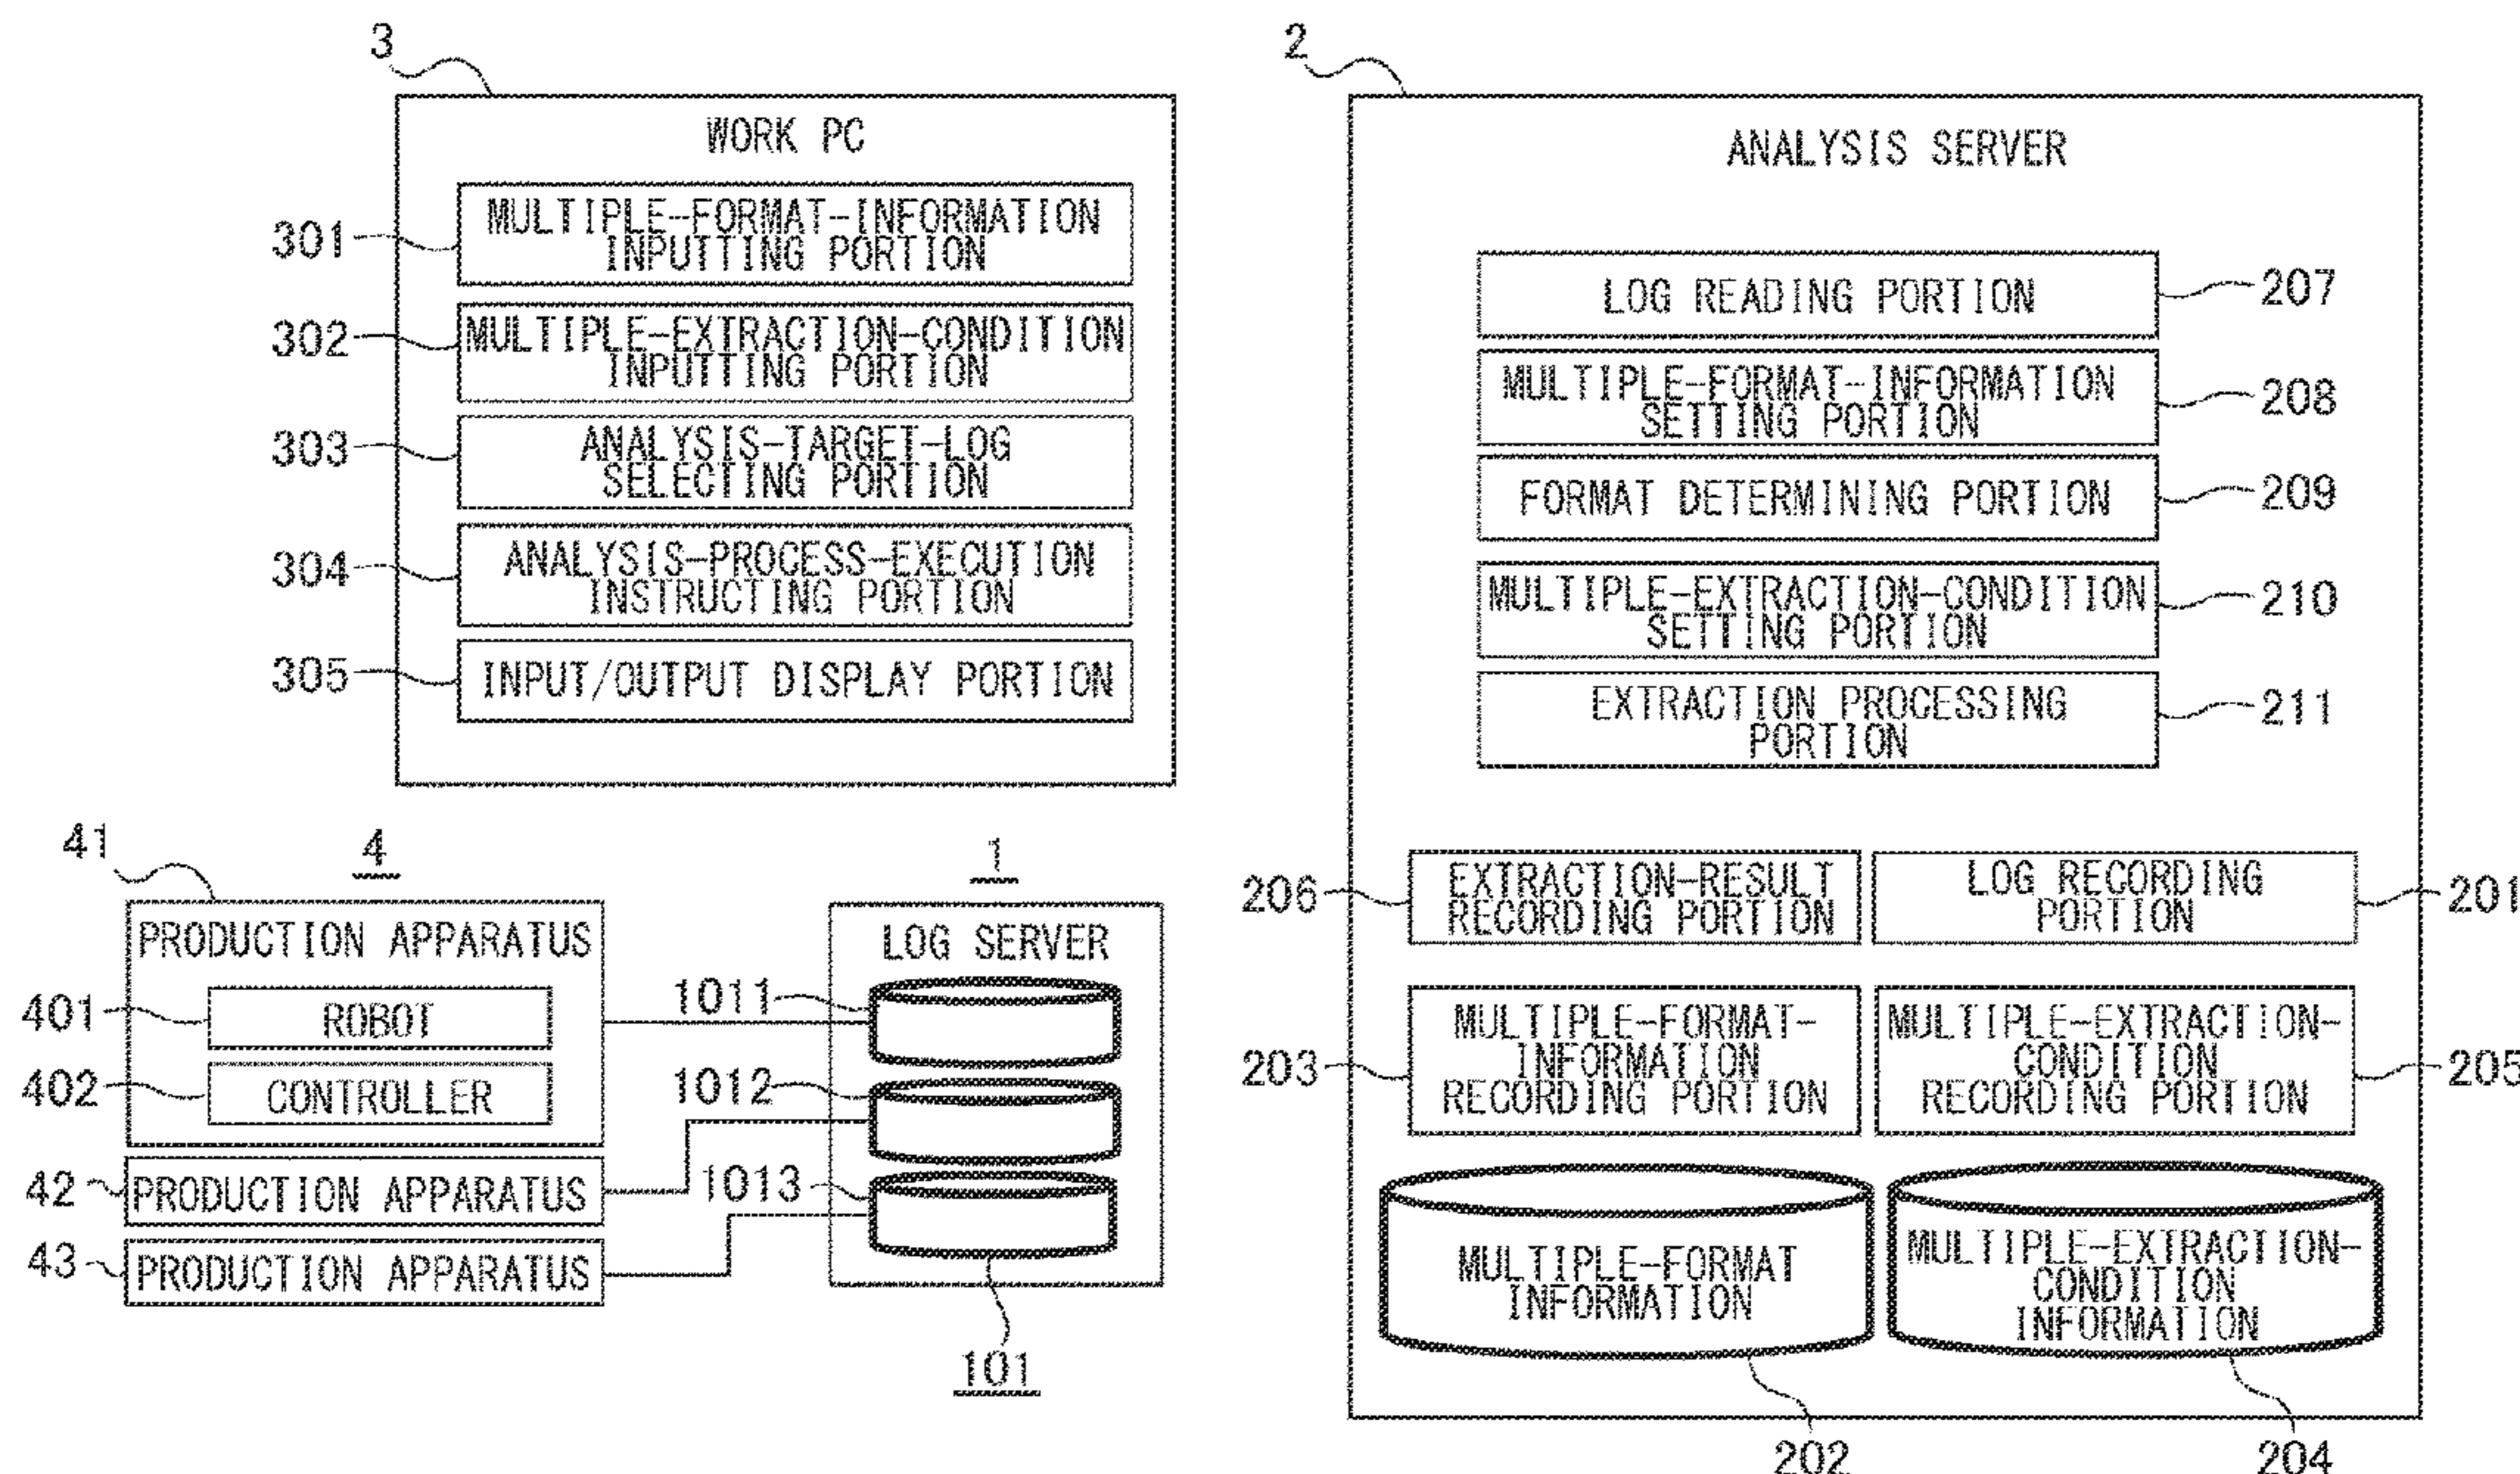 3
WORK PC
301
MULTIPLE-FORMAT-INFORMATION
INPUTTING PORTION
302
MULTIPLE-EXTRACTION-CONDITION
INPUTTING PORTION
303
ANALYSIS-TARGET-LOG
SELECTING PORTION
304
ANALYSIS-PROCESS-EXECUTION
INSTRUCTING PORTION
305
INPUT/OUTPUT DISPLAY PORTION
41
4
PRODUCTION APPARATUS
401
ROBOT
402
CONTROLLER
42
PRODUCTION APPARATUS
43
PRODUCTION APPARATUS
1
LOG SERVER
1011
1012
1013
101
2
ANALYSIS SERVER
LOG READING PORTION
207
MULTIPLE-FORMAT-INFORMATION
SETTING PORTION
208
FORMAT DETERMINING PORTION
209
MULTIPLE-EXTRACTION-CONDITION
SETTING PORTION
210
EXTRACTION PROCESSING
PORTION
211
206
EXTRACTION-RESULT
RECORDING PORTION
LOG RECORDING
PORTION
201
203
MULTIPLE-FORMAT-
INFORMATION
RECORDING PORTION
MULTIPLE-EXTRACTION-
CONDITION
RECORDING PORTION
205
MULTIPLE-FORMAT
INFORMATION
MULTIPLE-EXTRACTION-
CONDITION
INFORMATION
202
204